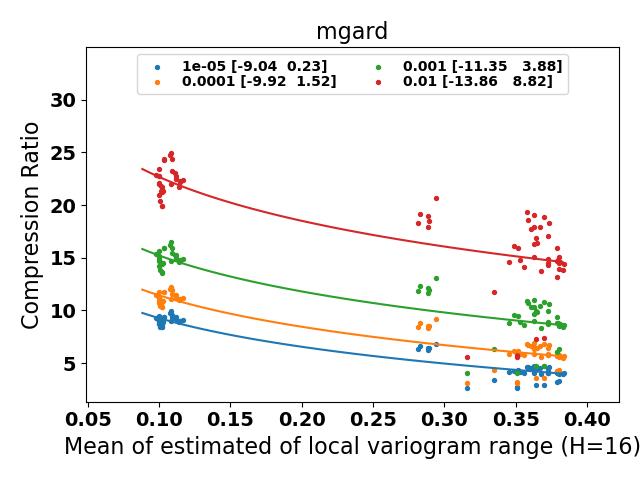 mgard
1e-05 [-9.04  0.23]
0.0001 [-9.92  1.52]
0.001 [-11.35   3.88]
0.01 [-13.86   8.82]
Compression Ratio
30
25
20
15
10
5
0.05 0.10 0.15 0.20 0.25 0.30 0.35 0.40
Mean of estimated of local variogram range (H=16)